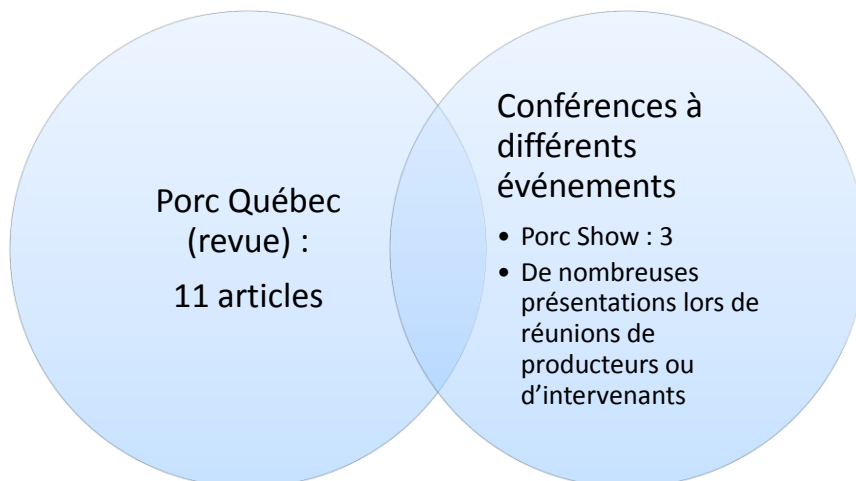 Porc Québec
(revue) :
11 articles
Conférences à
différents
événements
• Porc Show : 3
• De nombreuses
présentations lors de
réunions de
producteurs ou
d’intervenants